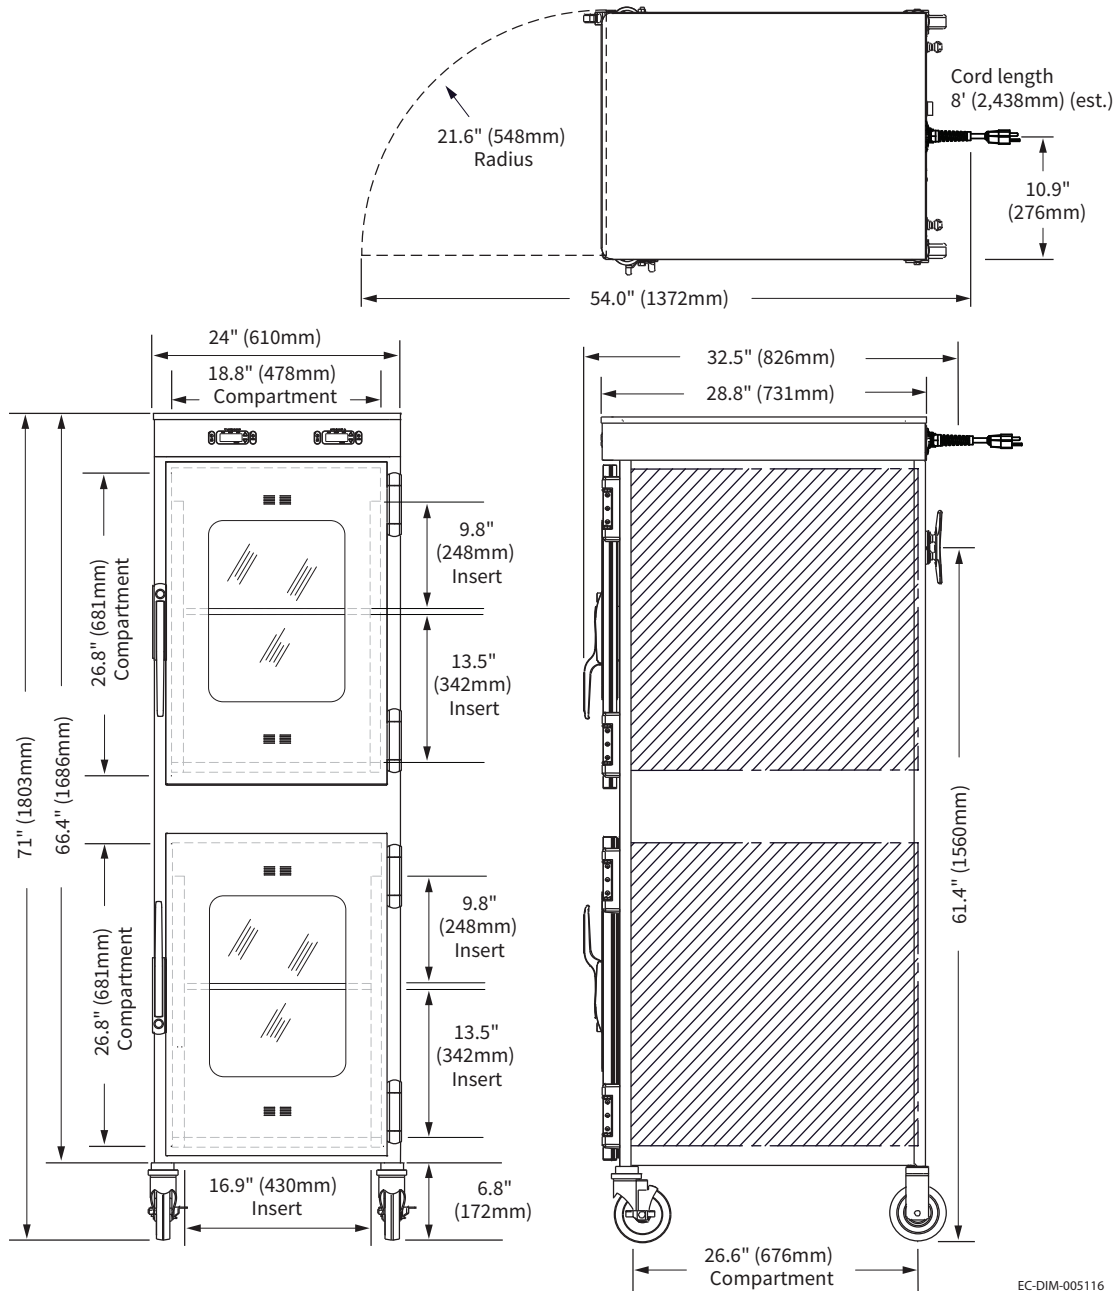 Cord length
8' (2,438mm) (est.)
21.6" (548mm)
Radius
10.9"
(276mm)
54.0" (1372mm)
24" (610mm)
18.8" (478mm)
Compartment
32.5" (826mm)
28.8" (731mm)
26.8" (681mm)
Compartment
9.8"
(248mm)
Insert
13.5"
(342mm)
Insert
71" (1803mm)
66.4" (1686mm)
61.4" (1560mm)
26.8" (681mm)
Compartment
9.8"
(248mm)
Insert
13.5"
(342mm)
Insert
16.9" (430mm)
Insert
6.8"
(172mm)
26.6" (676mm)
Compartment
EC-DIM-005116